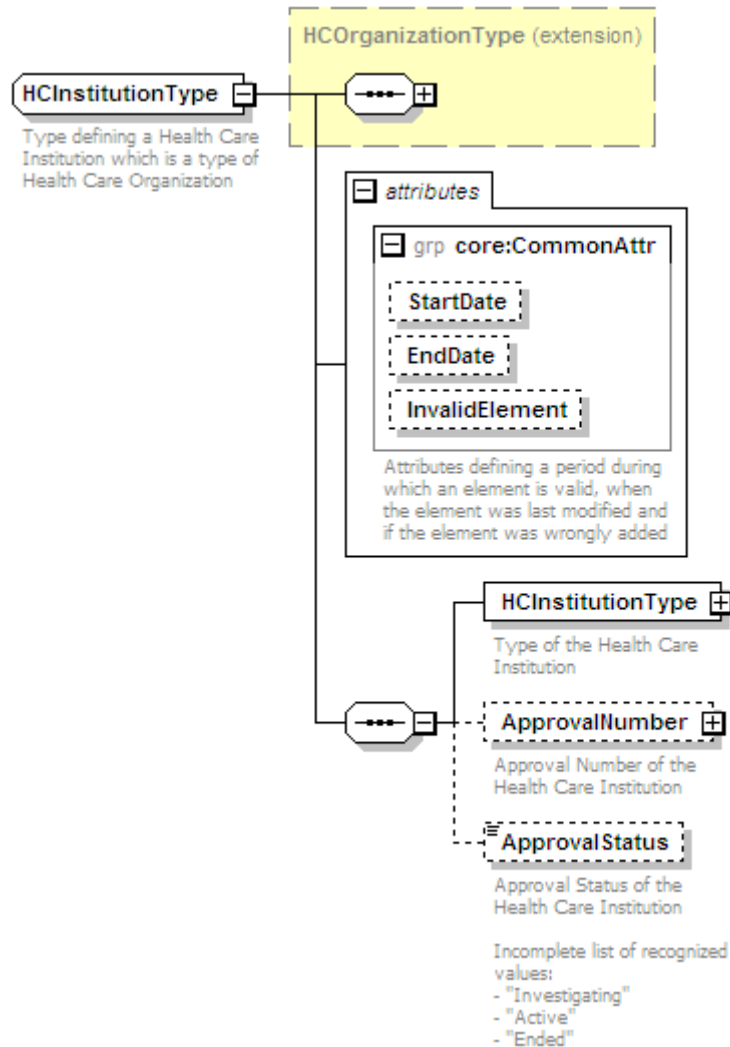 HCOrganizationType (extension)
HCInstitutionType
Type defining a Health Care
Institution which is a type of
Health Care Organization
attributes
grp core:CommonAttr
StartDate
EndDate
InvalidElement
Attributes defining a period during
which an element is valid, when
the element was last modified and
if the element was wrongly added
HCInstitutionType
Type of the Health Care
Institution
ApprovalNumber
Approval Number of the
Health Care Institution
ApprovalStatus
Approval Status of the
Health Care Institution
Incomplete list of recognized
values:
- "Investigating"
- "Active"
- "Ended"